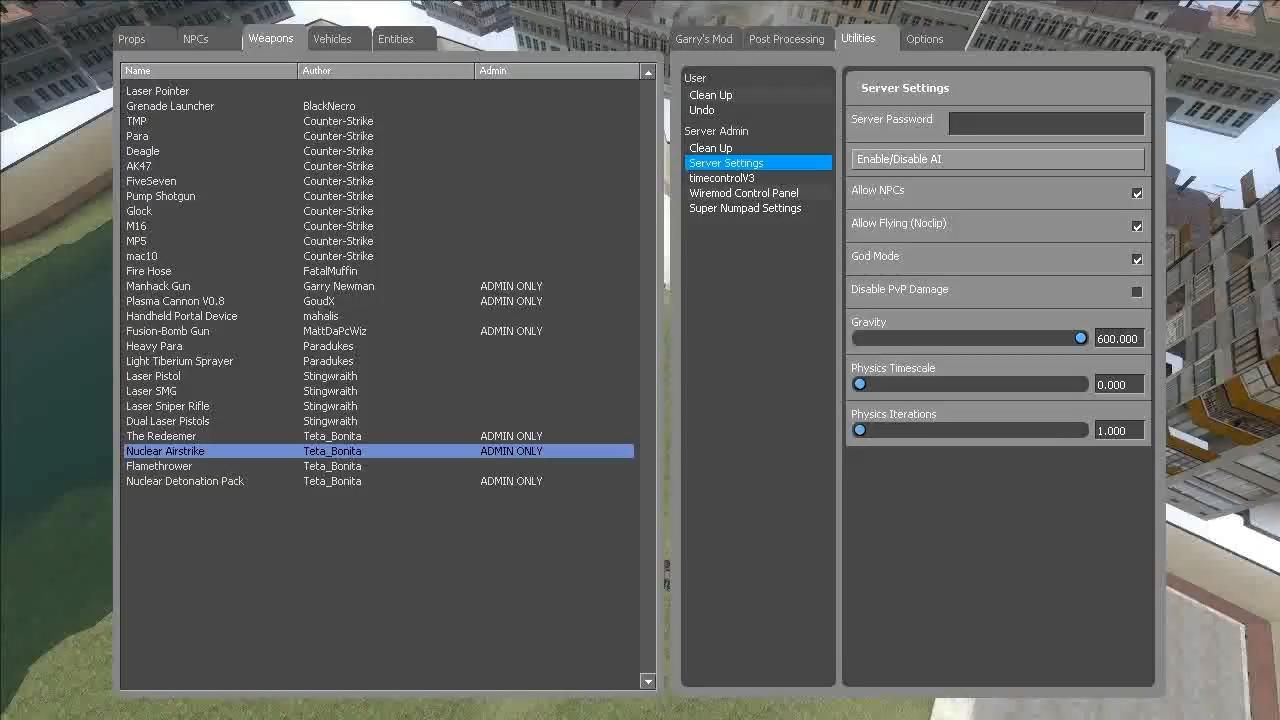 Props NPCs Weapons Vehicles Entities
Name Author Admin
Laser Pointer
Grenade Launcher BlackNecro
TMP Counter-Strike
Para Counter-Strike
Deagle Counter-Strike
AK47 Counter-Strike
FiveSeven Counter-Strike
Pump Shotgun Counter-Strike
Glock Counter-Strike
M16 Counter-Strike
MP5 Counter-Strike
mac10 Counter-Strike
Fire Hose FatalMuffin
Manhack Gun Garry Newman ADMIN ONLY
Plasma Cannon V0.8 GoudX ADMIN ONLY
Handheld Portal Device mahalis
Fusion-Bomb Gun MattDaPcWiz ADMIN ONLY
Heavy Para Paradukes
Light Tiberium Sprayer Paradukes
Laser Pistol Stingwraith
Laser SMG Stingwraith
Laser Sniper Rifle Stingwraith
Dual Laser Pistols Stingwraith
The Redeemer Teta_Bonita ADMIN ONLY
Nuclear Airstrike Teta_Bonita ADMIN ONLY
Flamethrower Teta_Bonita
Nuclear Detonation Pack Teta_Bonita ADMIN ONLY
Garry's Mod Post Processing Utilities Options
User
Clean Up
Undo
Server Admin
Clean Up
Server Settings
timecontrolV3
Wiremod Control Panel
Super Numpad Settings
Server Settings
Server Password
Enable/Disable AI
Allow NPCs
Allow Flying (Noclip)
God Mode
Disable PvP Damage
Gravity
600.000
Physics Timescale
0.000
Physics Iterations
1.000